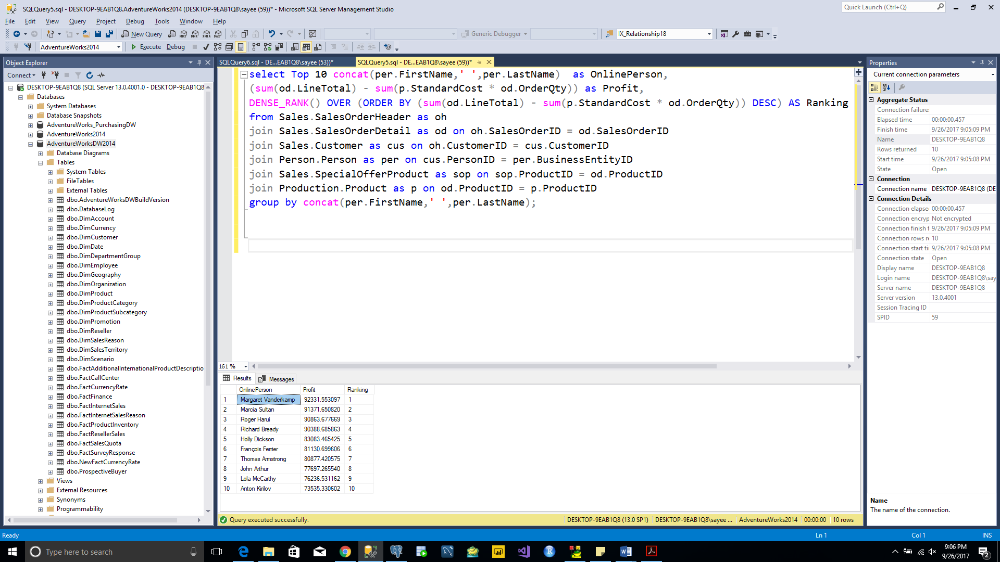 SQLQuery5.sql - DESKTOP-9EAB1Q8.AdventureWorks2014 (DESKTOP-9EAB1Q8\sayee (59))* - Microsoft SQL Server Management Studio
Quick Launch (Ctrl+Q)
File Edit View Query Project Debug Tools Window Help
New Query
MDX DMX XMLA DAX
Generic Debugger
IX_Relationship18
AdventureWorks2014
Execute Debug
Object Explorer
Connect
DESKTOP-9EAB1Q8 (SQL Server 13.0.4001.0 - DESKTOP-9EAB1Q8
Databases
System Databases
Database Snapshots
AdventureWorks_PurchasingDW
AdventureWorks2014
AdventureWorksDW2014
Database Diagrams
Tables
System Tables
FileTables
External Tables
dbo.AdventureWorksDWBuildVersion
dbo.DatabaseLog
dbo.DimAccount
dbo.DimCurrency
dbo.DimCustomer
dbo.DimDate
dbo.DimDepartmentGroup
dbo.DimEmployee
dbo.DimGeography
dbo.DimOrganization
dbo.DimProduct
dbo.DimProductCategory
dbo.DimProductSubcategory
dbo.DimPromotion
dbo.DimReseller
dbo.DimSalesReason
dbo.DimSalesTerritory
dbo.DimScenario
dbo.FactAdditionalInternationalProductDescriptio
dbo.FactCallCenter
dbo.FactCurrencyRate
dbo.FactFinance
dbo.FactInternetSales
dbo.FactInternetSalesReason
dbo.FactProductInventory
dbo.FactResellerSales
dbo.FactSalesQuota
dbo.FactSurveyResponse
dbo.NewFactCurrencyRate
dbo.ProspectiveBuyer
Views
External Resources
Synonyms
Programmability
SQLQuery6.sql - DE...EAB1Q8\sayee (53))*
SQLQuery5.sql - DE...EAB1Q8\sayee (59))*
select Top 10 concat(per.FirstName,' ',per.LastName)  as OnlinePerson,
(sum(od.LineTotal) - sum(p.StandardCost * od.OrderQty)) as Profit,
DENSE_RANK() OVER (ORDER BY (sum(od.LineTotal) - sum(p.StandardCost * od.OrderQty)) DESC) AS Ranking
from Sales.SalesOrderHeader as oh
join Sales.SalesOrderDetail as od on oh.SalesOrderID = od.SalesOrderID
join Sales.Customer as cus on oh.CustomerID = cus.CustomerID
join Person.Person as per on cus.PersonID = per.BusinessEntityID
join Sales.SpecialOfferProduct as sop on sop.ProductID = od.ProductID
join Production.Product as p on od.ProductID = p.ProductID
group by concat(per.FirstName,' ',per.LastName);
161 %
Results Messages
OnlinePerson Profit Ranking
1 Margaret Vanderkamp 92331.553097 1
2 Marcia Sultan 91371.650820 2
3 Roger Harui 90863.677669 3
4 Richard Bready 90388.685863 4
5 Holly Dickson 83083.465425 5
6 François Ferrier 81130.699606 6
7 Thomas Armstrong 80877.420575 7
8 John Arthur 77697.265540 8
9 Lola McCarthy 76236.531162 9
10 Anton Kirilov 73535.330602 10
Query executed successfully.
DESKTOP-9EAB1Q8 (13.0 SP1) DESKTOP-9EAB1Q8\sayee ... AdventureWorks2014 00:00:00 10 rows
Properties
Current connection parameters
Aggregate Status
Connection failures
Elapsed time 00:00:00.457
Finish time 9/26/2017 9:05:09 PM
Name DESKTOP-9EAB1Q8
Rows returned 10
Start time 9/26/2017 9:05:08 PM
State Open
Connection
Connection name DESKTOP-9EAB1Q8 (DE
Connection Details
Connection elapse 00:00:00.457
Connection encryp Not encrypted
Connection finish t 9/26/2017 9:05:09 PM
Connection rows re 10
Connection start ti 9/26/2017 9:05:08 PM
Connection state Open
Display name DESKTOP-9EAB1Q8
Login name DESKTOP-9EAB1Q8\say
Server name DESKTOP-9EAB1Q8
Server version 13.0.4001
Session Tracing ID
SPID 59
Name
The name of the connection.
Ready
Ln 1 Col 1 INS
Type here to search
9:06 PM
9/26/2017
2